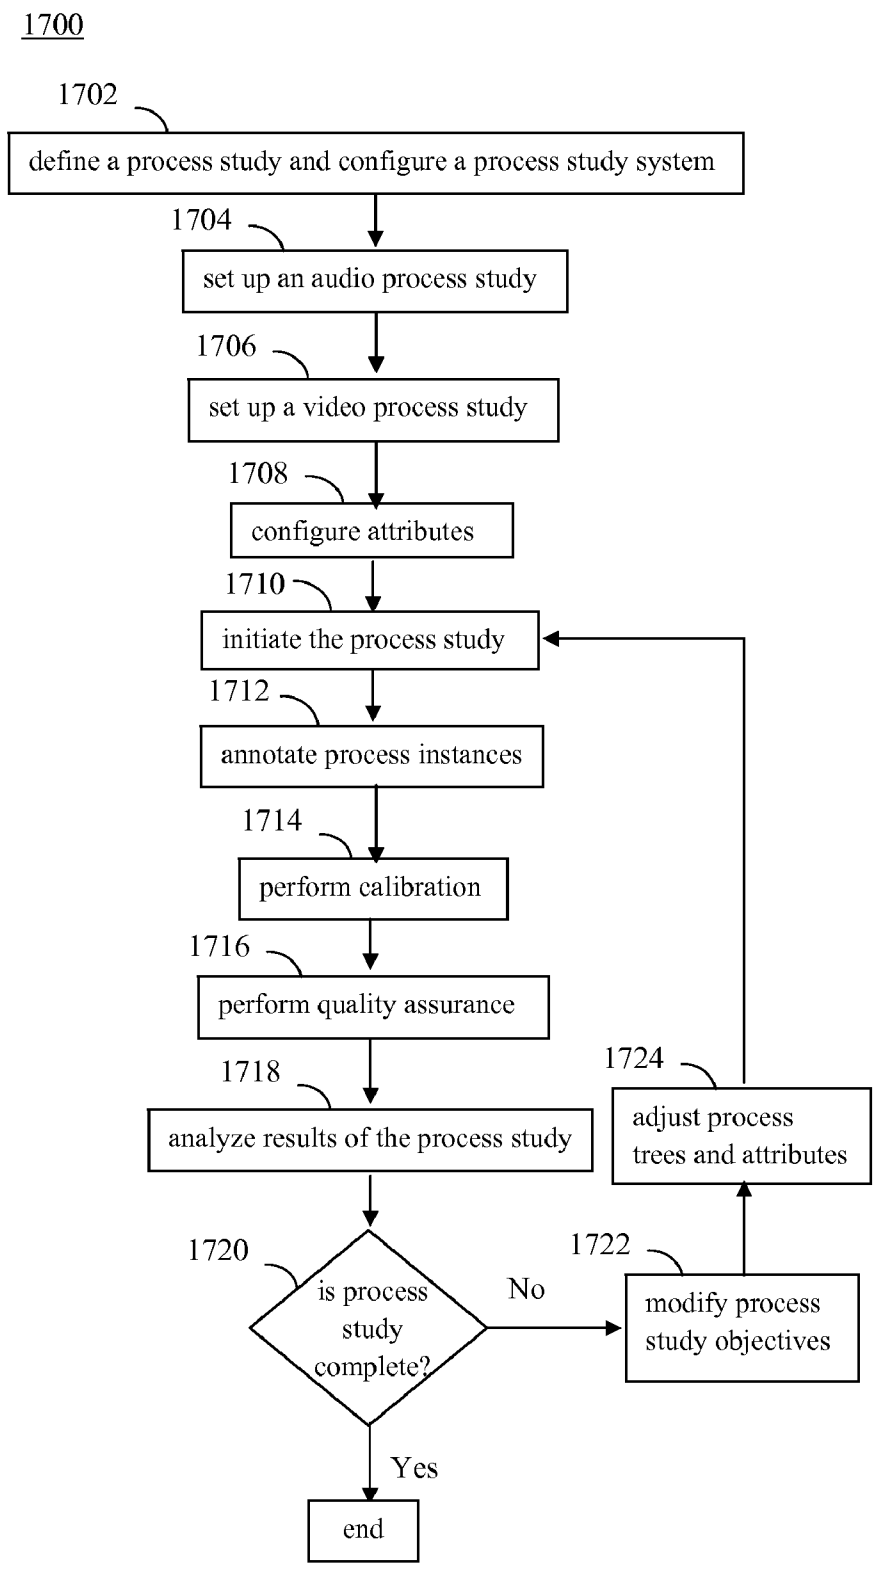 1700
1702
define a process study and configure a process study system
1704
set up an audio process study
1706
set up a video process study
1708
configure attributes
1710
initiate the process study
1712
annotate process instances
1714
perform calibration
1716
perform quality assurance
1718
analyze results of the process study
1720
is process
study
complete?
No
1722
modify process
study objectives
1724
adjust process
trees and attributes
Yes
end